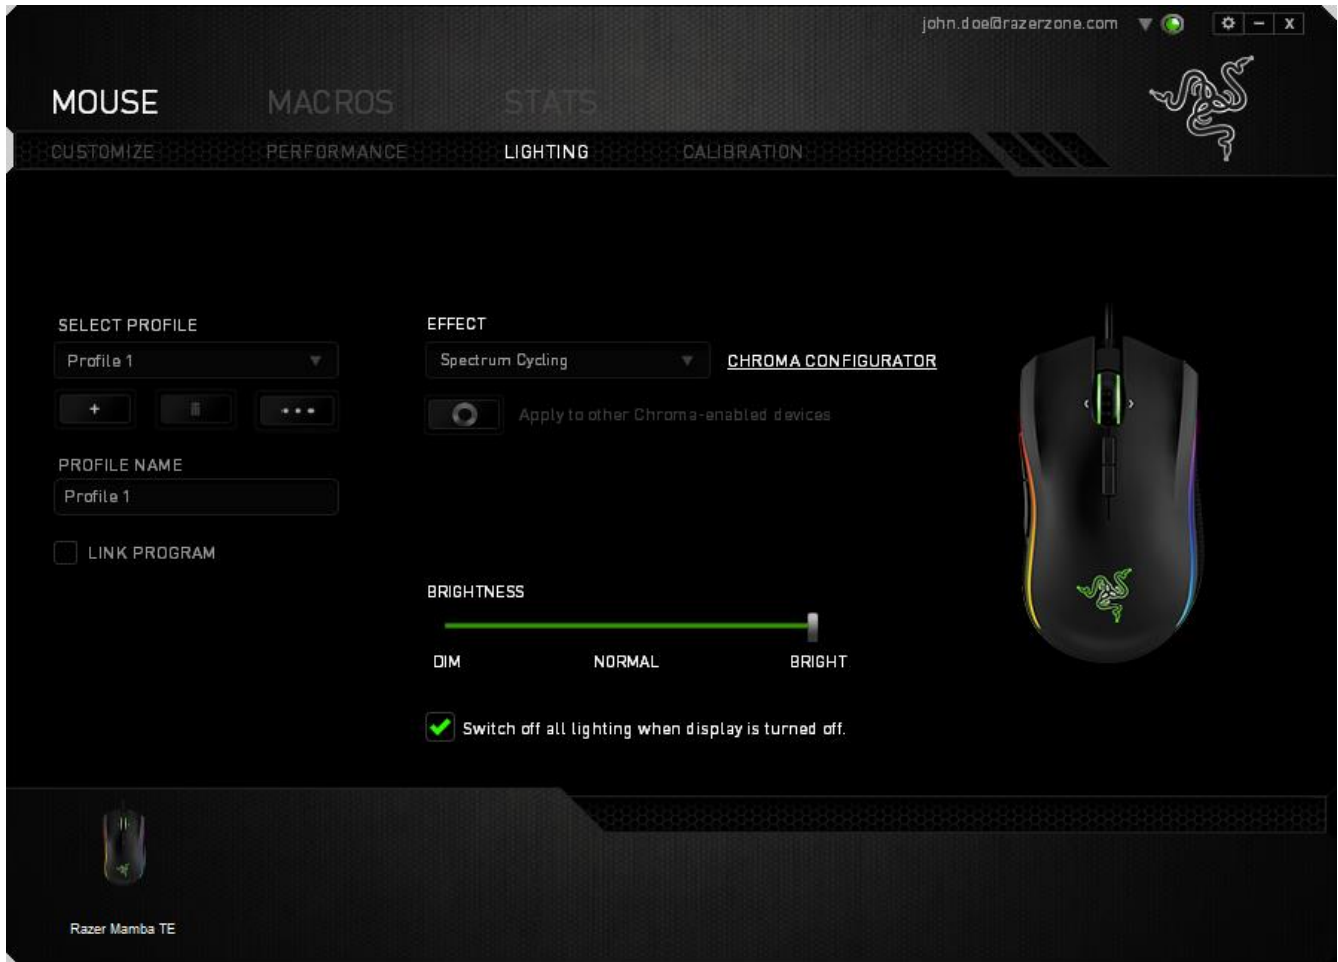 john.doe@razerzone.com
MOUSE MACROS STATS
CUSTOMIZE PERFORMANCE LIGHTING CALIBRATION
SELECT PROFILE
Profile 1
PROFILE NAME
Profile 1
LINK PROGRAM
EFFECT
Spectrum Cycling
CHROMA CONFIGURATOR
Apply to other Chroma-enabled devices
BRIGHTNESS
DIM NORMAL BRIGHT
Switch off all lighting when display is turned off.
Razer Mamba TE